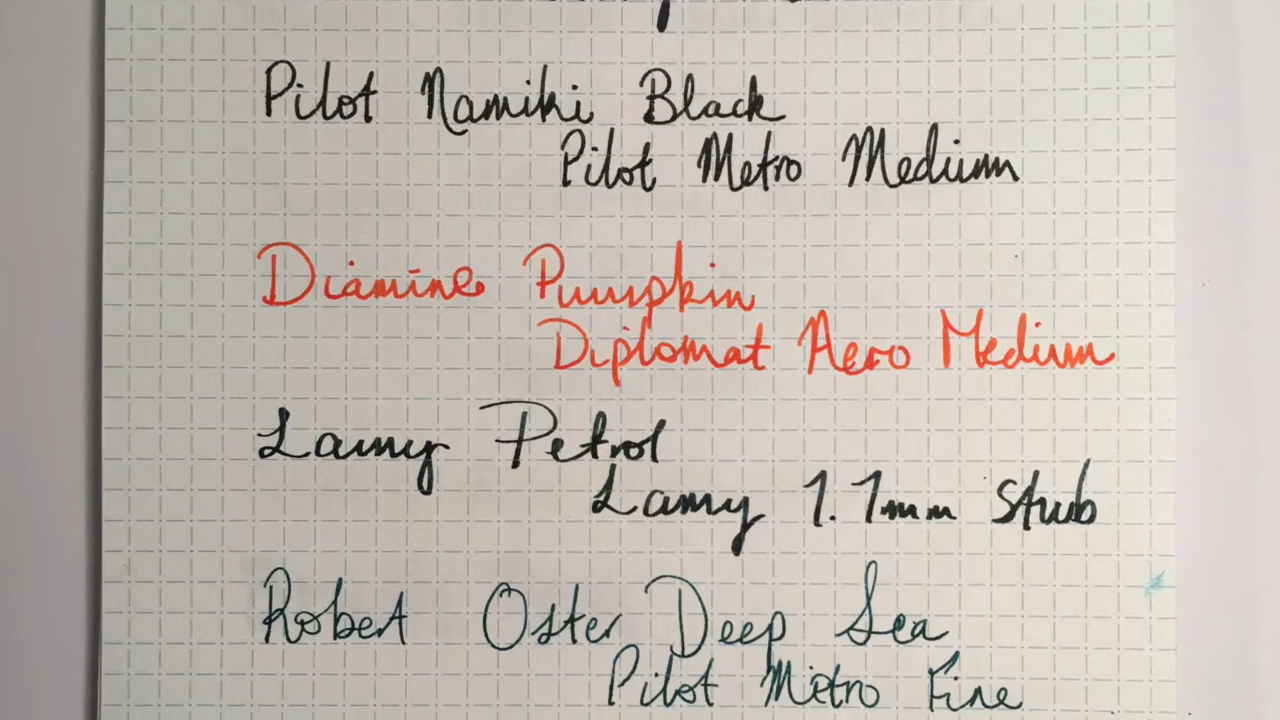 Pilot Namiki Black
Pilot Metro Medium
Diamine Pumpkin
Diplomat Aero Medium
Lamy Petrol
Lamy 1.1mm Stub
Robert Oster Deep Sea
Pilot Metro Fine